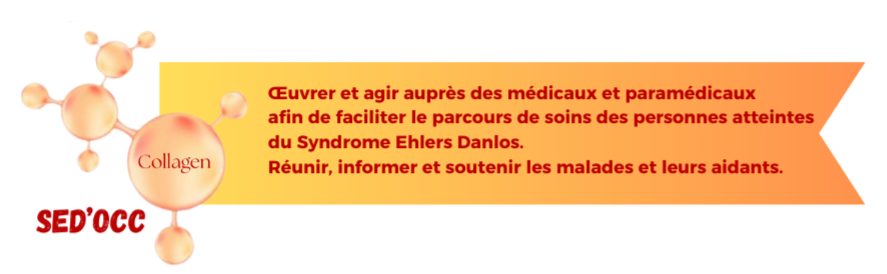 Œuvrer et agir auprès des médicaux et paramédicaux
afin de faciliter le parcours de soins des personnes atteintes
du Syndrome Ehlers Danlos.
Réunir, informer et soutenir les malades et leurs aidants.
Collagen
SED'OCC